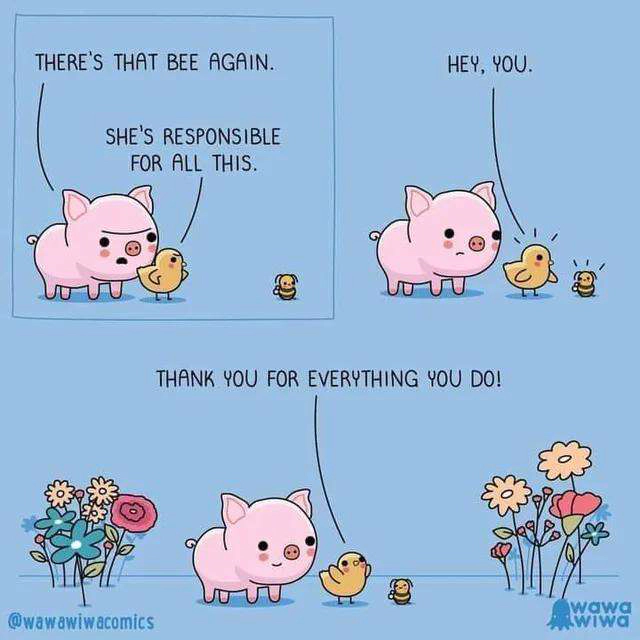 THERE'S THAT BEE AGAIN.
SHE'S RESPONSIBLE
FOR ALL THIS.
HEY, YOU.
THANK YOU FOR EVERYTHING YOU DO!
@wawawiwacomics
wawa
wiwa